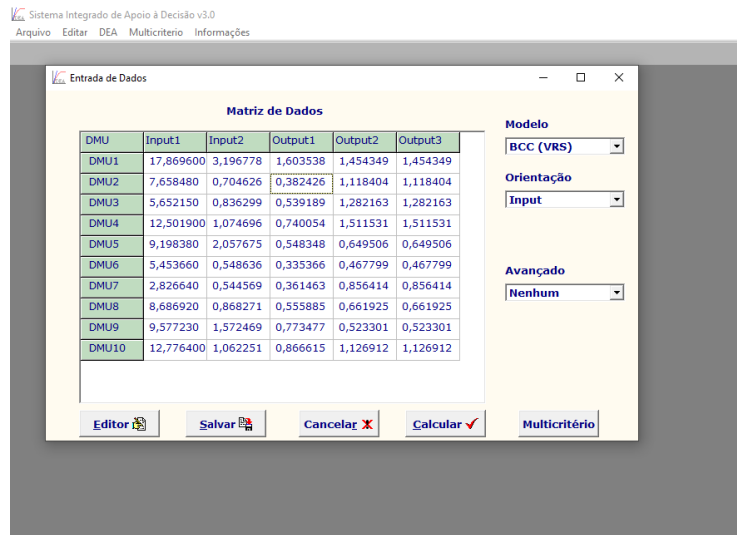 Sistema Integrado de Apoio à Decisão v3.0
Arquivo Editar DEA Multicriterio Informações
Entrada de Dados
Matriz de Dados
Modelo
BCC (VRS)
Orientação
Input
Avançado
Nenhum
DMU Input1 Input2 Output1 Output2 Output3
DMU1 17,869600 3,196778 1,603538 1,454349 1,454349
DMU2 7,658480 0,704626 0,382426 1,118404 1,118404
DMU3 5,652150 0,836299 0,539189 1,282163 1,282163
DMU4 12,501900 1,074696 0,740054 1,511531 1,511531
DMU5 9,198380 2,057675 0,548348 0,649506 0,649506
DMU6 5,453660 0,548636 0,335366 0,467799 0,467799
DMU7 2,826640 0,544569 0,361463 0,856414 0,856414
DMU8 8,686920 0,868271 0,555885 0,661925 0,661925
DMU9 9,577230 1,572469 0,773477 0,523301 0,523301
DMU10 12,776400 1,062251 0,866615 1,126912 1,126912
Editor Salvar Cancelar Calcular Multicritério